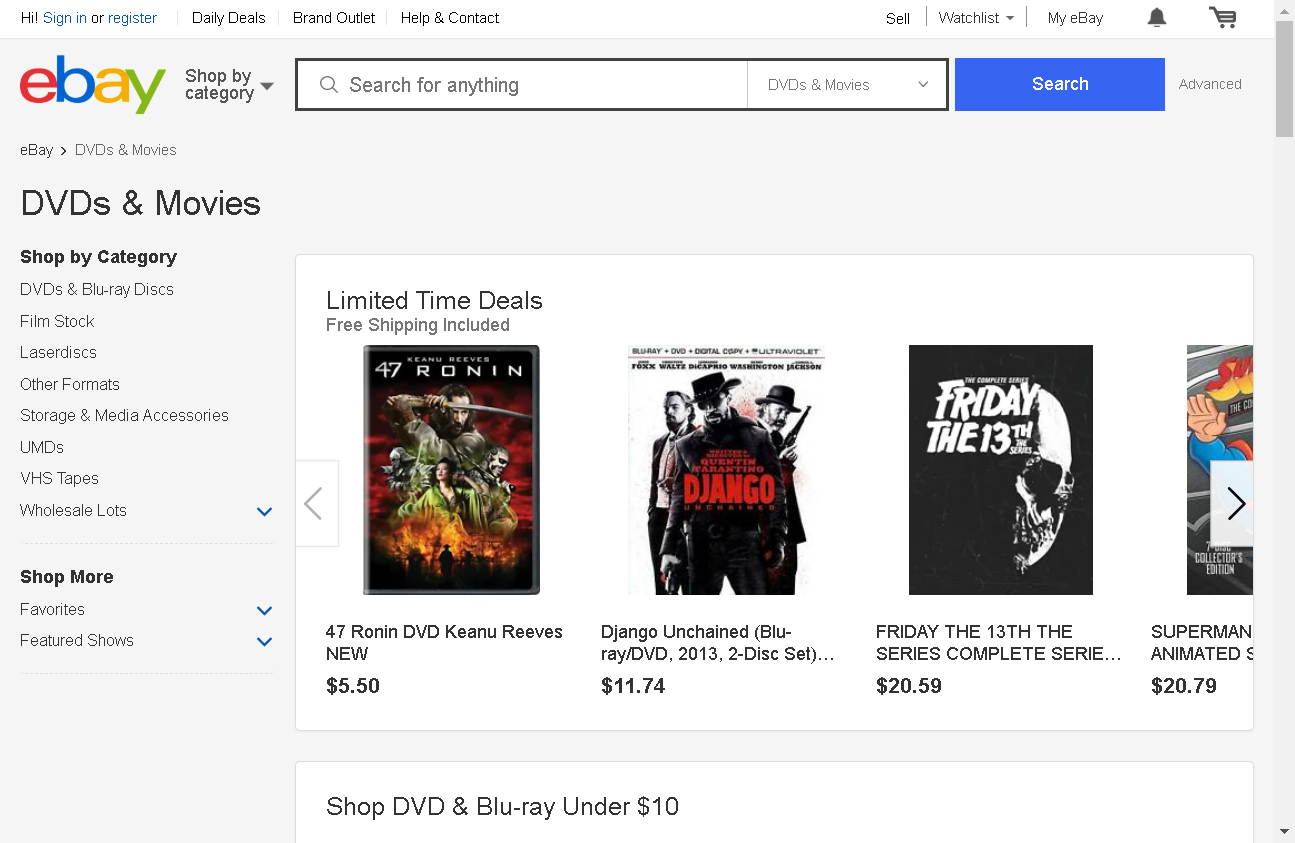 Hi! Sign in or register
Daily Deals
Brand Outlet
Help & Contact
Sell
Watchlist
My eBay
ebay
Shop by category
Search for anything
DVDs & Movies
Search
Advanced
eBay > DVDs & Movies
DVDs & Movies
Shop by Category
DVDs & Blu-ray Discs
Film Stock
Laserdiscs
Other Formats
Storage & Media Accessories
UMDs
VHS Tapes
Wholesale Lots
Shop More
Favorites
Featured Shows
Limited Time Deals
Free Shipping Included
KEANU REEVES
47 RONIN
BLU-RAY + DVD + DIGITAL COPY + ULTRAVIOLET
FOXX WALTZ DiCAPRIO WASHINGTON JACKSON
WRITTEN & DIRECTED BY
QUENTIN
TARANTINO
DJANGO
UNCHAINED
THE COMPLETE SERIES
FRIDAY
THE 13TH
THE SERIES
SUP
THE CO
7-DISC
COLLECTOR'S
EDITION
47 Ronin DVD Keanu Reeves
NEW
$5.50
Django Unchained (Blu-
ray/DVD, 2013, 2-Disc Set)…
$11.74
FRIDAY THE 13TH THE
SERIES COMPLETE SERIE…
$20.59
SUPERMAN
ANIMATED S
$20.79
Shop DVD & Blu-ray Under $10